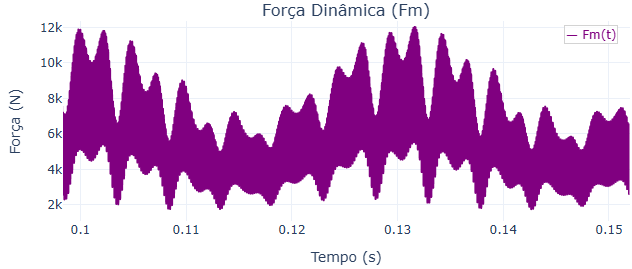 Força Dinâmica (Fm)
Fm(t)
12k
10k
8k
6k
4k
2k
Força (N)
0.1
0.11
0.12
0.13
0.14
0.15
Tempo (s)